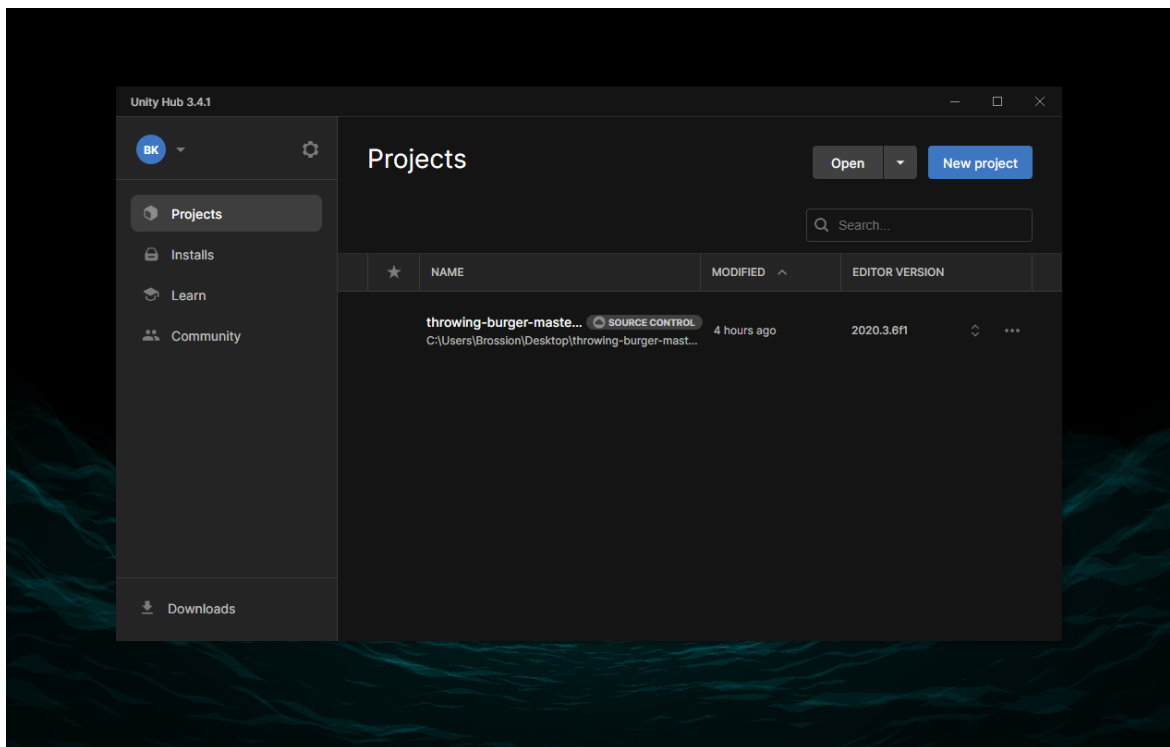 Unity Hub 3.4.1
BK
Projects
Installs
Learn
Community
Downloads
Projects
Open
New project
Search...
NAME
MODIFIED
EDITOR VERSION
throwing-burger-maste... SOURCE CONTROL
C:\Users\Brossion\Desktop\throwing-burger-mast...
4 hours ago
2020.3.6f1